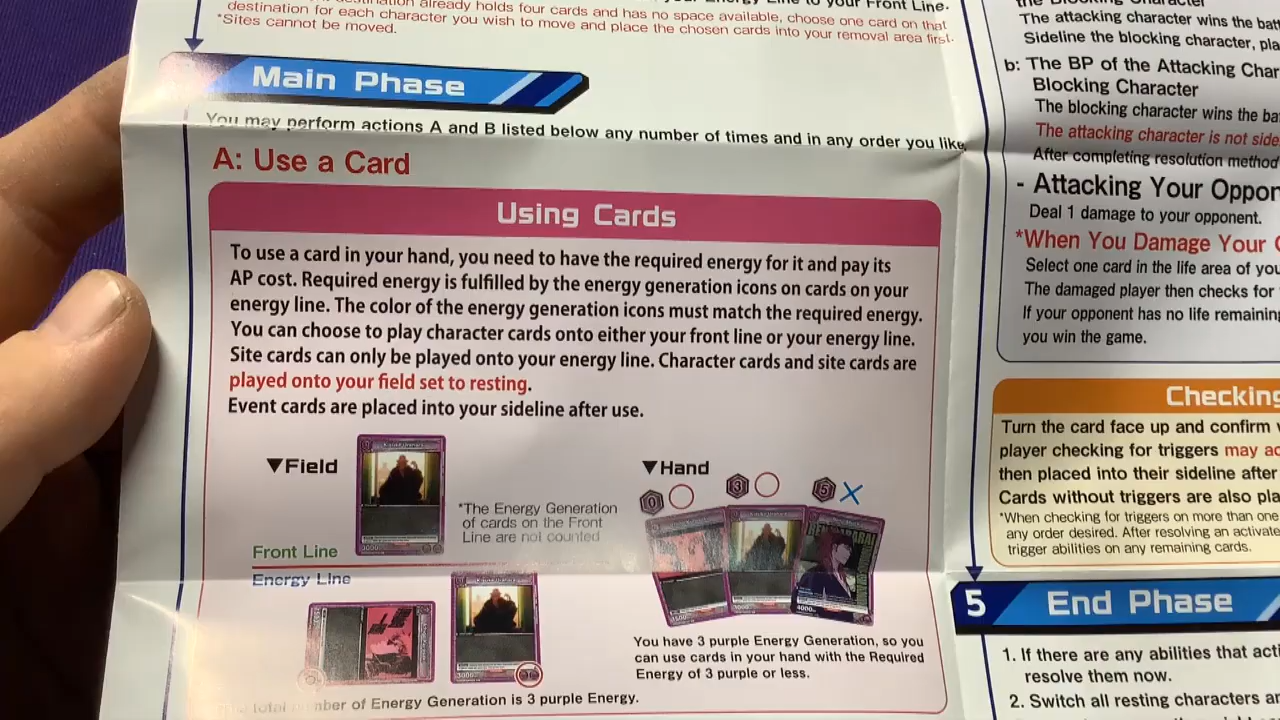 destination already holds four cards and has no space available, choose one card on that
destination for each character you wish to move and place the chosen cards into your removal area first.
*Sites cannot be moved.
Main Phase
You may perform actions A and B listed below any number of times and in any order you like.
A: Use a Card
Using Cards
To use a card in your hand, you need to have the required energy for it and pay its
AP cost. Required energy is fulfilled by the energy generation icons on cards on your
energy line. The color of the energy generation icons must match the required energy.
You can choose to play character cards onto either your front line or your energy line.
Site cards can only be played onto your energy line. Character cards and site cards are
played onto your field set to resting.
Event cards are placed into your sideline after use.
▼Field
*The Energy Generation
of cards on the Front
Line are not counted
Front Line
Energy Line
3000
3000
▼Hand
0
3
5
4000
You have 3 purple Energy Generation, so you
can use cards in your hand with the Required
Energy of 3 purple or less.
total number of Energy Generation is 3 purple Energy.
The attacking character wins the bat
Sideline the blocking character, pla
b: The BP of the Attacking Char
Blocking Character
The blocking character wins the ba
The attacking character is not side
After completing resolution method
- Attacking Your Oppon
Deal 1 damage to your opponent.
*When You Damage Your
Select one card in the life area of you
The damaged player then checks for
If your opponent has no life remaining
you win the game.
Checking
Turn the card face up and confirm
player checking for triggers may ac
then placed into their sideline after
Cards without triggers are also pla
*When checking for triggers on more than one
any order desired. After resolving an activate
trigger abilities on any remaining cards.
5 End Phase
1. If there are any abilities that acti
resolve them now.
2. Switch all resting characters ar